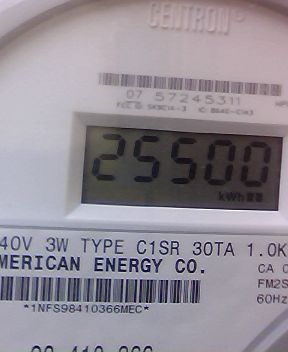 CENTRON®
07 57245311
25500
kWh
40V 3W TYPE C1SR 30TA 1.0K
MERICAN ENERGY CO.
CA
FM2S
60Hz
*1NFS98410366MEC*